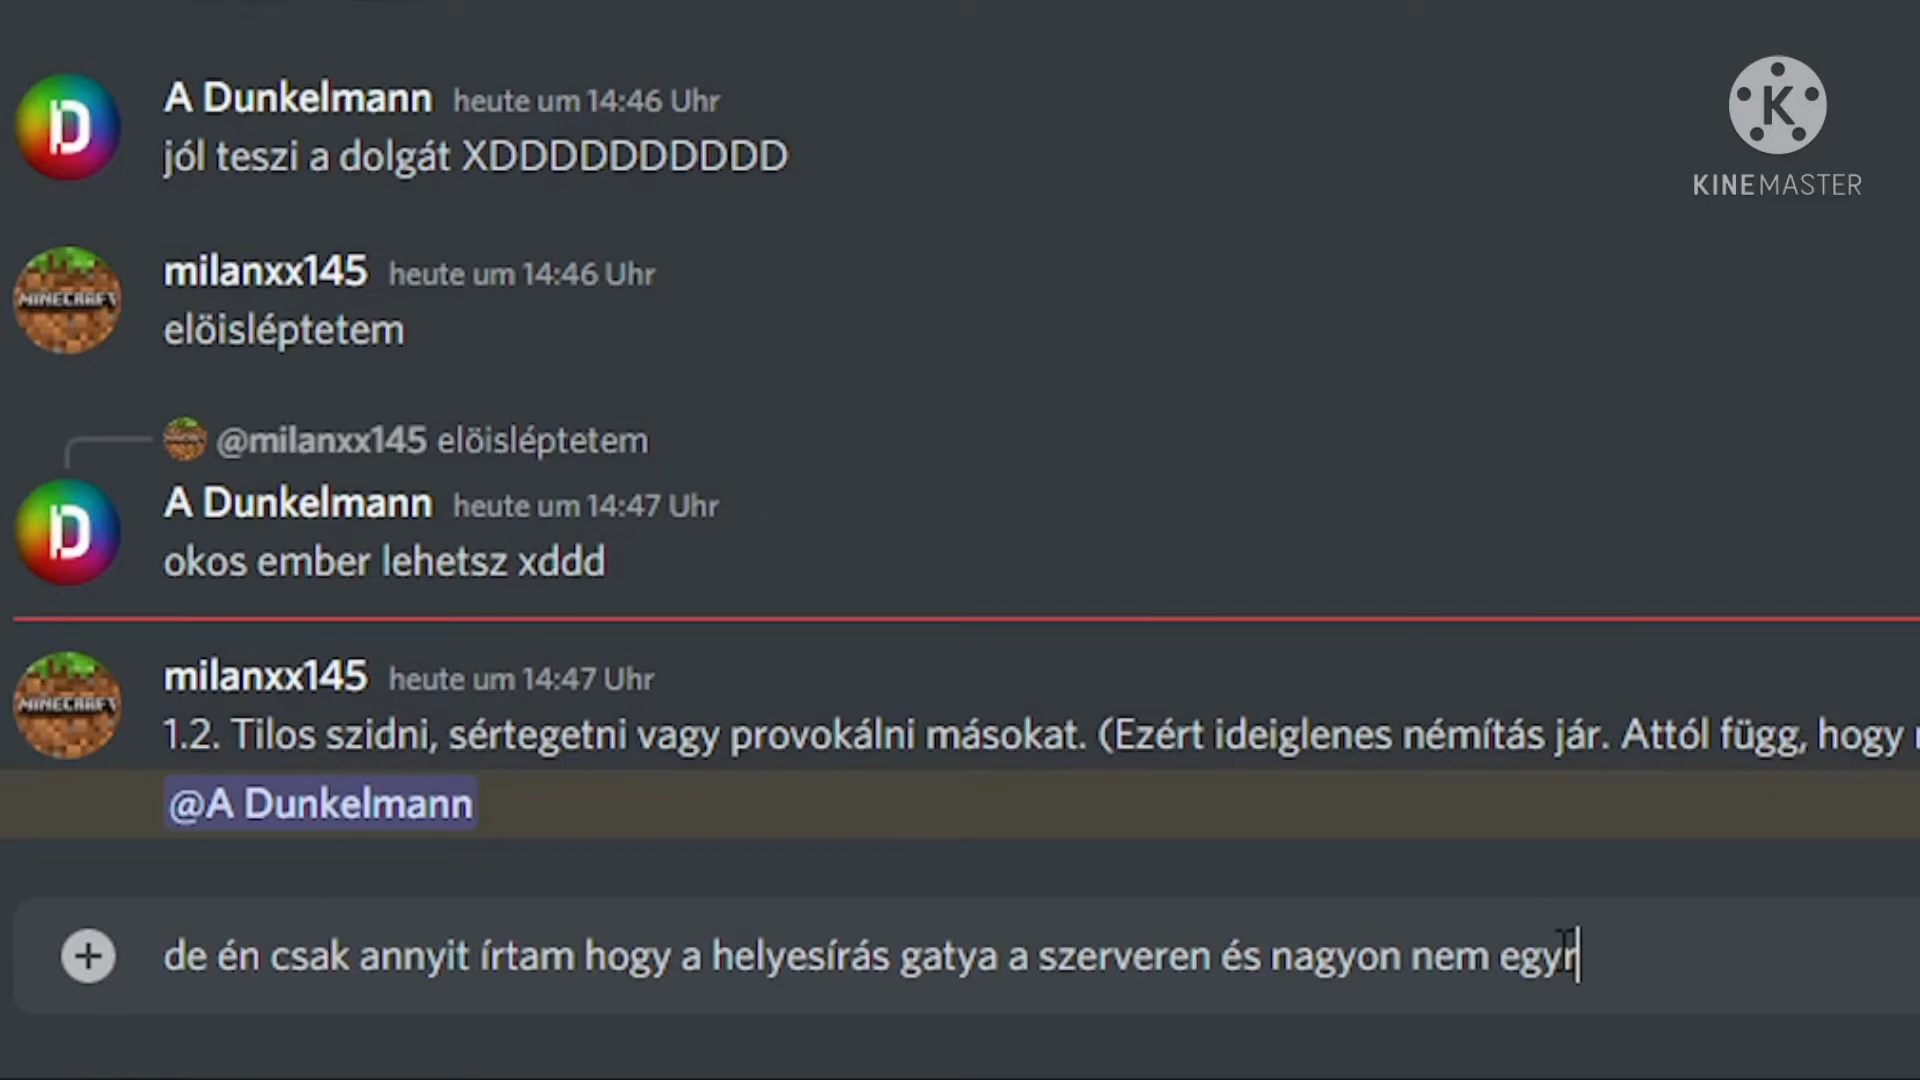 A Dunkelmann heute um 14:46 Uhr
jól teszi a dolgát XDDDDDDDDDD
KINEMASTER
milanxx145 heute um 14:46 Uhr
elöisléptetem
@milanxx145 elöisléptetem
A Dunkelmann heute um 14:47 Uhr
okos ember lehetsz xddd
milanxx145 heute um 14:47 Uhr
1.2. Tilos szidni, sértegetni vagy provokálni másokat. (Ezért ideiglenes némítás jár. Attól függ, hogy
@A Dunkelmann
de én csak annyit írtam hogy a helyesírás gatya a szerveren és nagyon nem egyr